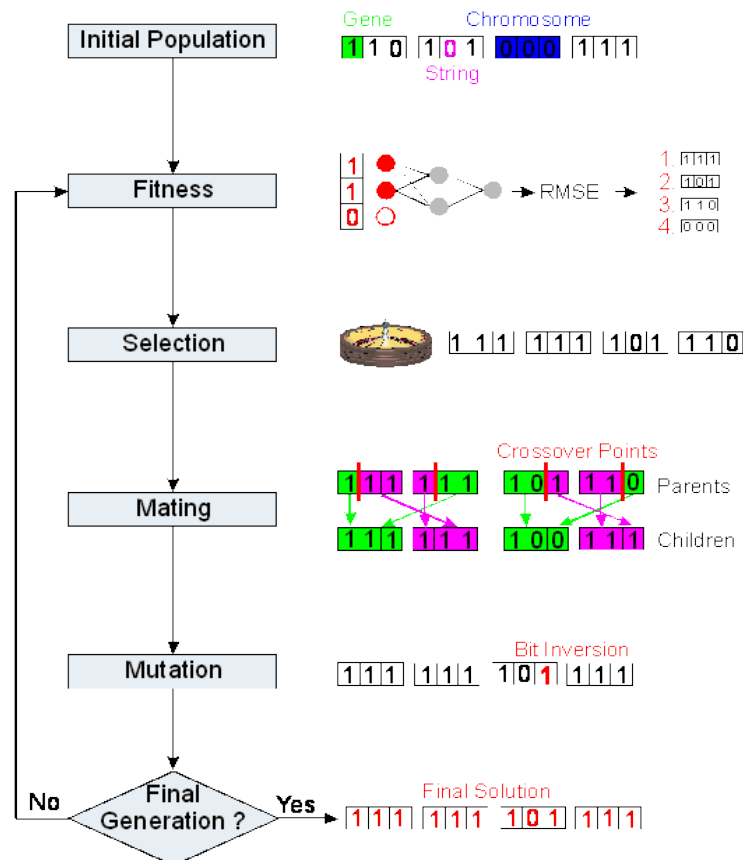 Gene Chromosome
Initial Population 1 1 0 1 0 1 0 0 0 1 1 1
String
1
Fitness 1 RMSE
0
1. 1 1 1
2. 1 0 1
3. 1 1 0
4. 0 0 0
Selection 1 1 1 1 1 1 1 0 1 1 1 0
Crossover Points
1 1 1 1 1 1 1 0 1 1 1 0 Parents
Mating
1 1 1 1 1 1 1 0 0 1 1 1 Children
Bit Inversion
Mutation 1 1 1 1 1 1 1 0 1 1 1 1
Final Solution
No Final Generation ? Yes 1 1 1 1 1 1 1 0 1 1 1 1